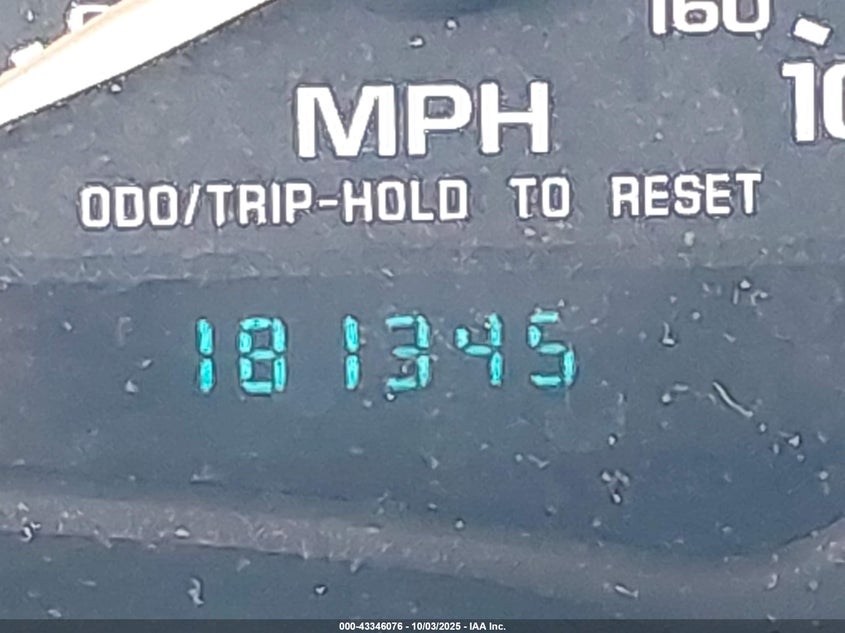 160
10
MPH
ODO/TRIP-HOLD TO RESET
181345
000-43346076 - 10/03/2025 - IAA Inc.